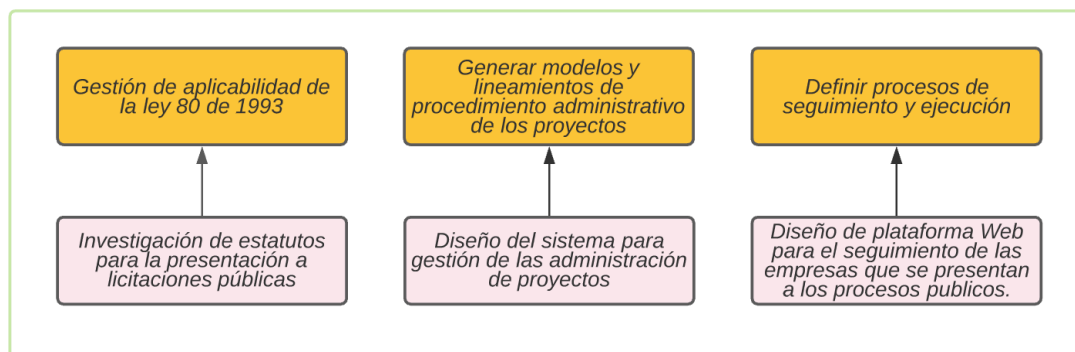 Gestión de aplicabilidad de
la ley 80 de 1993
Generar modelos y
lineamientos de
procedimiento administrativo
de los proyectos
Definir procesos de
seguimiento y ejecución
Investigación de estatutos
para la presentación a
licitaciones públicas
Diseño del sistema para
gestión de las administración
de proyectos
Diseño de plataforma Web
para el seguimiento de las
empresas que se presentan
a los procesos publicos.